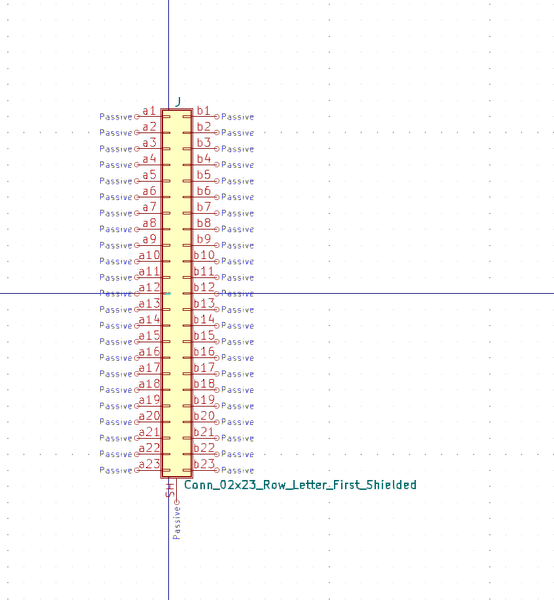 J
Passive a1 b1 Passive
Passive a2 b2 Passive
Passive a3 b3 Passive
Passive a4 b4 Passive
Passive a5 b5 Passive
Passive a6 b6 Passive
Passive a7 b7 Passive
Passive a8 b8 Passive
Passive a9 b9 Passive
Passive a10 b10 Passive
Passive a11 b11 Passive
Passive a12 b12 Passive
Passive a13 b13 Passive
Passive a14 b14 Passive
Passive a15 b15 Passive
Passive a16 b16 Passive
Passive a17 b17 Passive
Passive a18 b18 Passive
Passive a19 b19 Passive
Passive a20 b20 Passive
Passive a21 b21 Passive
Passive a22 b22 Passive
Passive a23 b23 Passive
SH
Conn_02x23_Row_Letter_First_Shielded
Passive